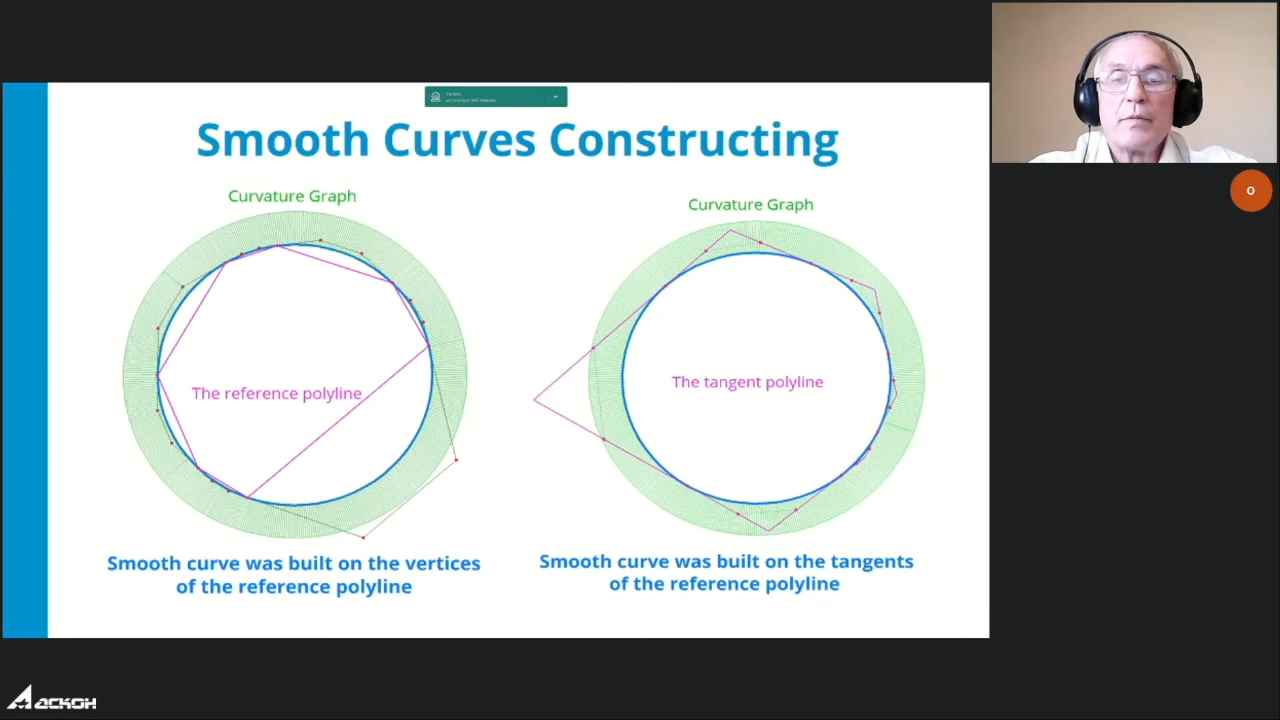 Smooth Curves Constructing
Curvature Graph
The reference polyline
Smooth curve was built on the vertices
of the reference polyline
Curvature Graph
The tangent polyline
Smooth curve was built on the tangents
of the reference polyline
O
аскон